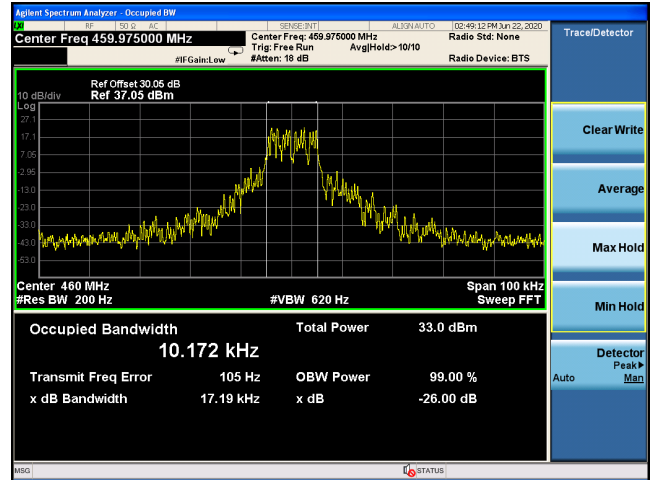 Agilent Spectrum Analyzer - Occupied BW
LXI RF 50 Ω AC SENSE:INT ALIGN AUTO 02:49:12 PM Jun 22, 2020
Center Freq 459.975000 MHz
Center Freq: 459.975000 MHz Radio Std: None
Trig: Free Run Avg|Hold:>10/10
#IFGain:Low #Atten: 18 dB Radio Device: BTS
Trace/Detector
Ref Offset 30.05 dB
10 dB/div Ref 37.05 dBm
Log
27.1
17.1
7.05
-2.95
-13.0
-23.0
-33.0
-43.0
-53.0
Center 460 MHz Span 100 kHz
#Res BW 200 Hz #VBW 620 Hz Sweep FFT
Occupied Bandwidth Total Power 33.0 dBm
10.172 kHz
Transmit Freq Error 105 Hz OBW Power 99.00 %
x dB Bandwidth 17.19 kHz x dB -26.00 dB
Clear Write
Average
Max Hold
Min Hold
Detector
Peak▶
Auto Man
MSG STATUS